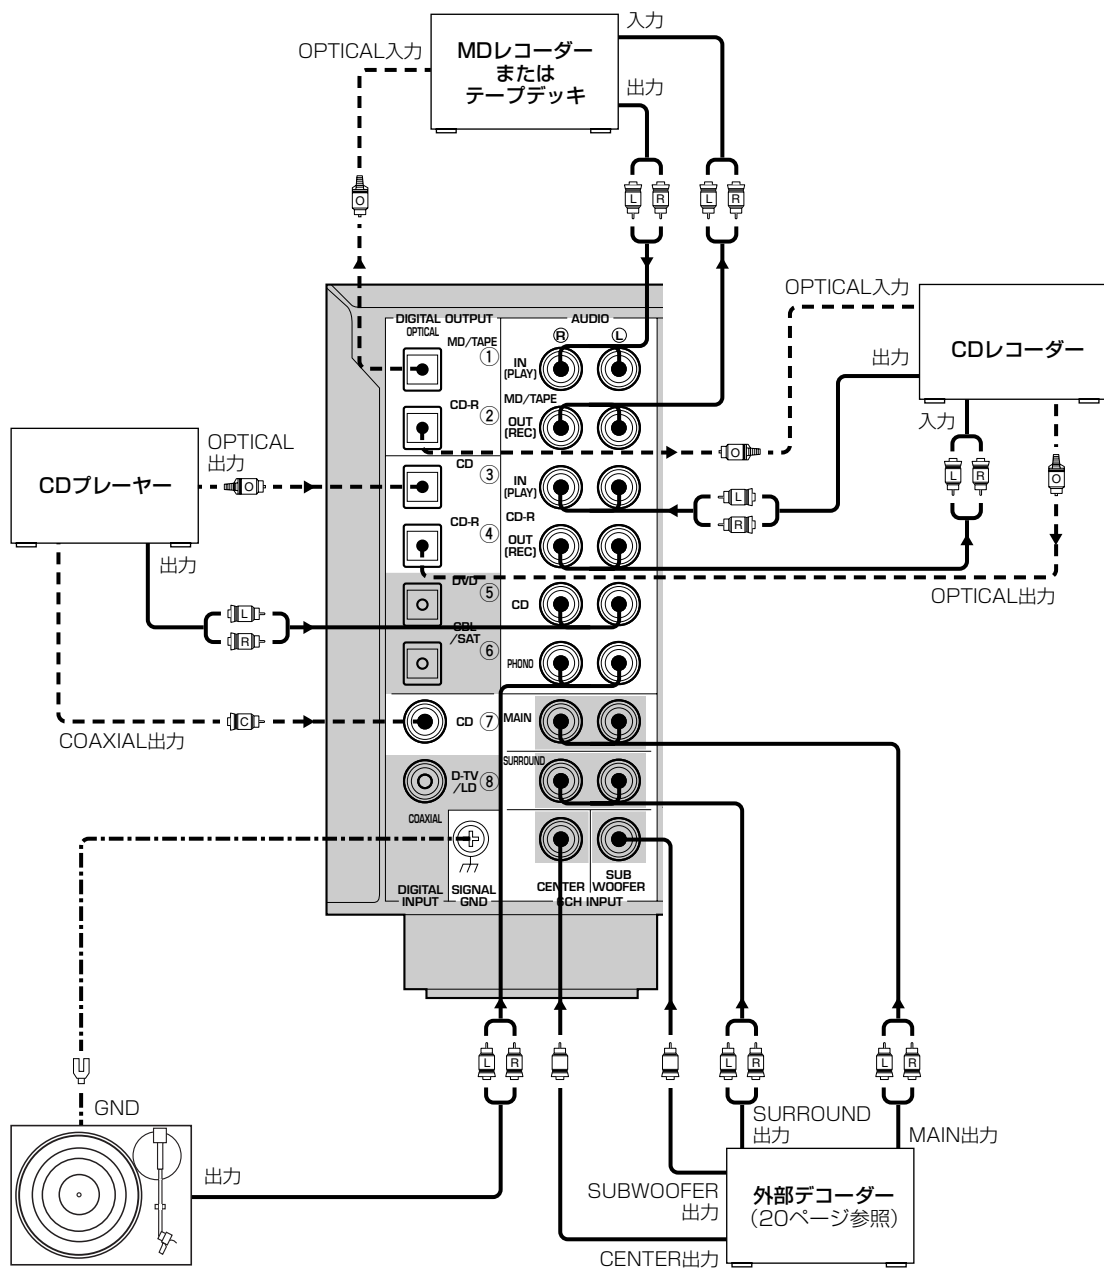 入力
OPTICAL入力
MDレコーダー
または
テープデッキ
出力
O
L
R
L
R
OPTICAL入力
CDレコーダー
出力
入力
O
L
R
O
L
R
OPTICAL出力
DIGITAL OUTPUT
OPTICAL
MD/TAPE
①
CD-R
②
CD
③
CD-R
④
DVD
⑤
CBL
/SAT
⑥
CD
⑦
D-TV
/LD
⑧
COAXIAL
DIGITAL
INPUT
SIGNAL
GND
AUDIO
Ⓡ
Ⓛ
IN
(PLAY)
MD/TAPE
OUT
(REC)
IN
(PLAY)
CD-R
OUT
(REC)
CD
PHONO
MAIN
SURROUND
CENTER
SUB
WOOFER
6CH INPUT
CDプレーヤー
OPTICAL
出力
O
出力
L
R
C
COAXIAL出力
GND
出力
L
R
L
R
L
R
SURROUND
出力
MAIN出力
SUBWOOFER
出力
外部デコーダー
(20ページ参照)
CENTER出力